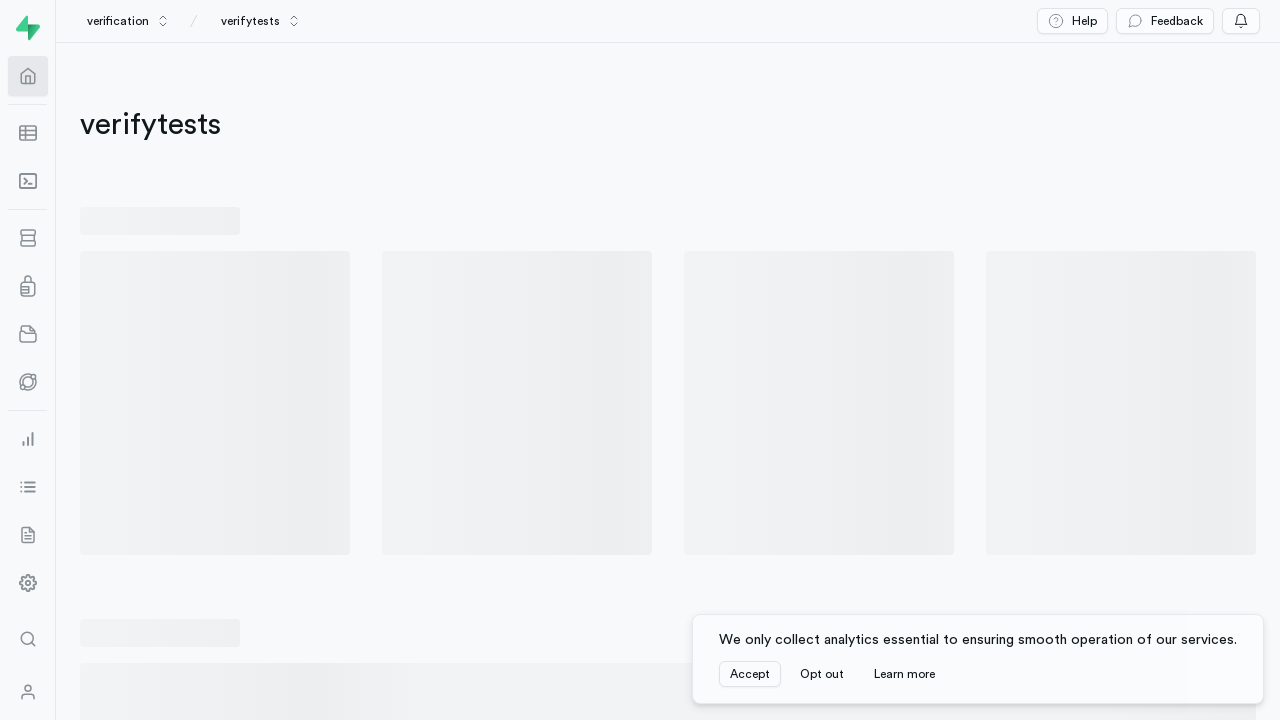 verification / verifytests Help Feedback
verifytests
We only collect analytics essential to ensuring smooth operation of our services.
Accept Opt out Learn more